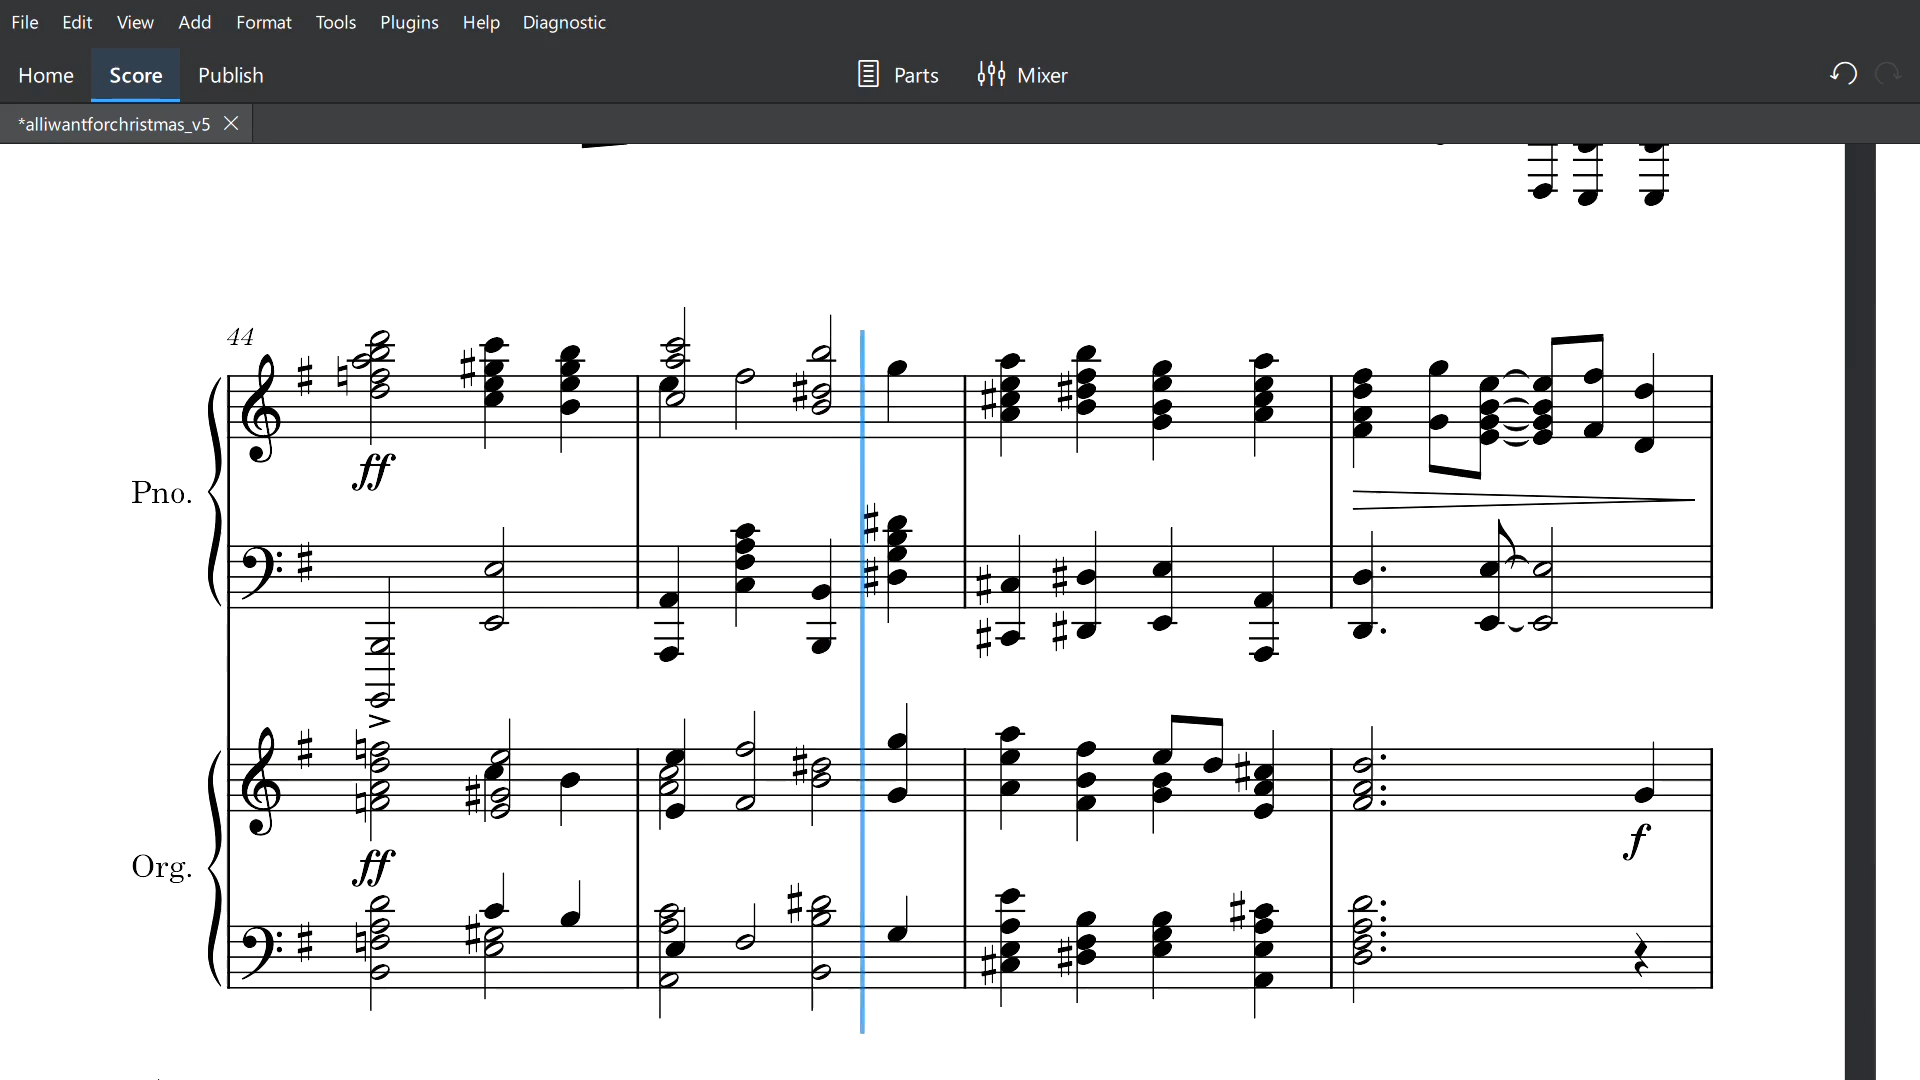 File Edit View Add Format Tools Plugins Help Diagnostic
Home Score Publish Parts Mixer
*alliwantforchristmas_v5
44
ff
Pno.
ff
f
Org.